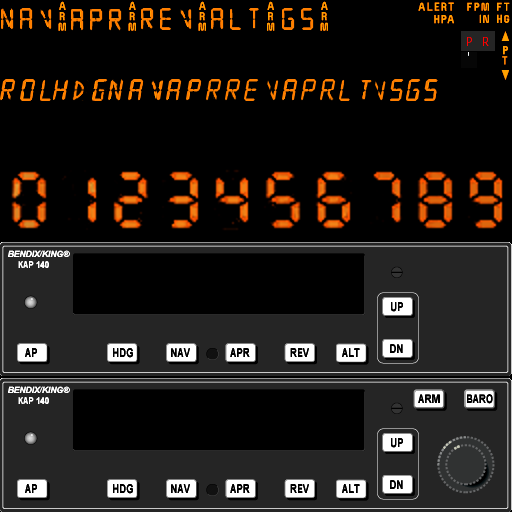 NAV ARM APR ARM REV ARM ALT ARM GS ARM
ALERT FPM FT
HPA IN HG
PR
PT
ROLHDGNAVAPRREVAPRLTVSGS
0123456789
BENDIX/KING®
KAP 140
UP
DN
AP HDG NAV APR REV ALT
BENDIX/KING®
KAP 140
ARM BARO
UP
DN
AP HDG NAV APR REV ALT